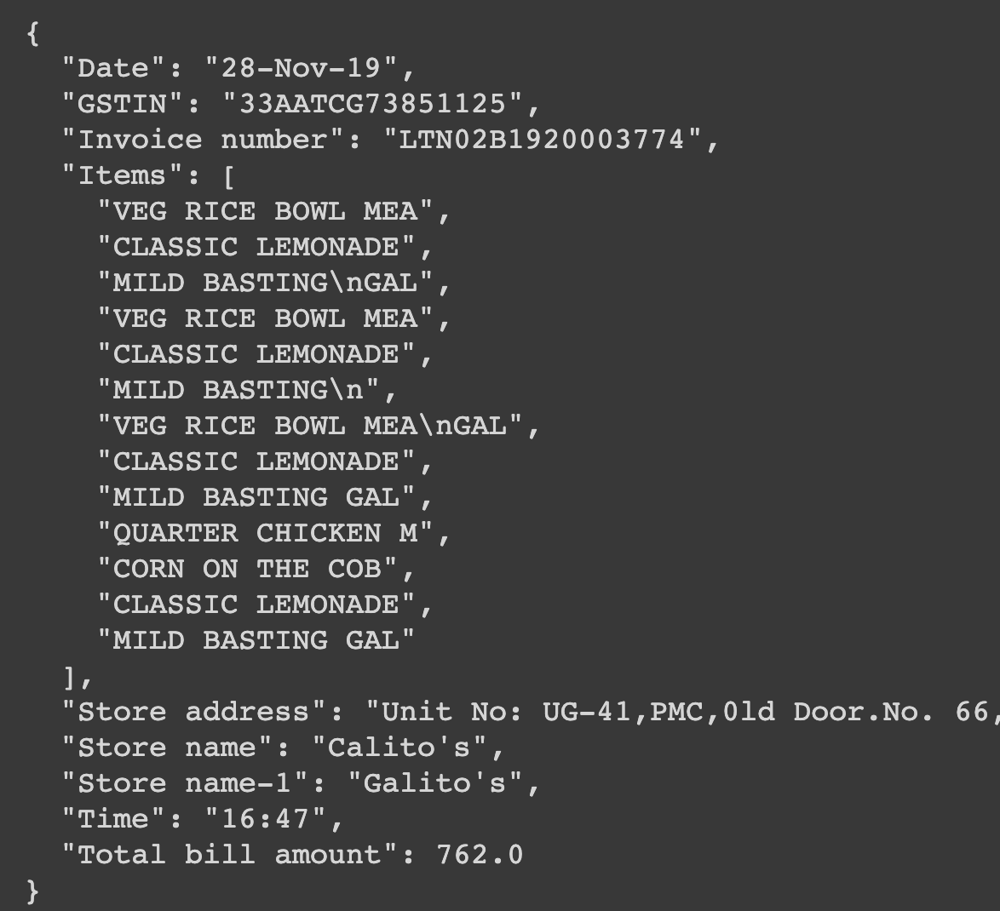 {
"Date": "28-Nov-19",
"GSTIN": "33AATCG73851125",
"Invoice number": "LTN02B1920003774",
"Items": [
"VEG RICE BOWL MEA",
"CLASSIC LEMONADE",
"MILD BASTING\nGAL",
"VEG RICE BOWL MEA",
"CLASSIC LEMONADE",
"MILD BASTING\n",
"VEG RICE BOWL MEA\nGAL",
"CLASSIC LEMONADE",
"MILD BASTING GAL",
"QUARTER CHICKEN M",
"CORN ON THE COB",
"CLASSIC LEMONADE",
"MILD BASTING GAL"
],
"Store address": "Unit No: UG-41,PMC,0ld Door.No. 66,
"Store name": "Calito's",
"Store name-1": "Galito's",
"Time": "16:47",
"Total bill amount": 762.0
}